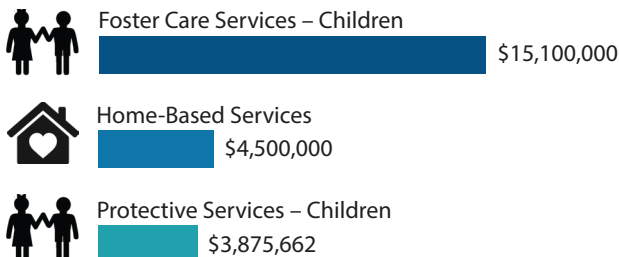 Foster Care Services – Children
$15,100,000
Home-Based Services
$4,500,000
Protective Services – Children
$3,875,662